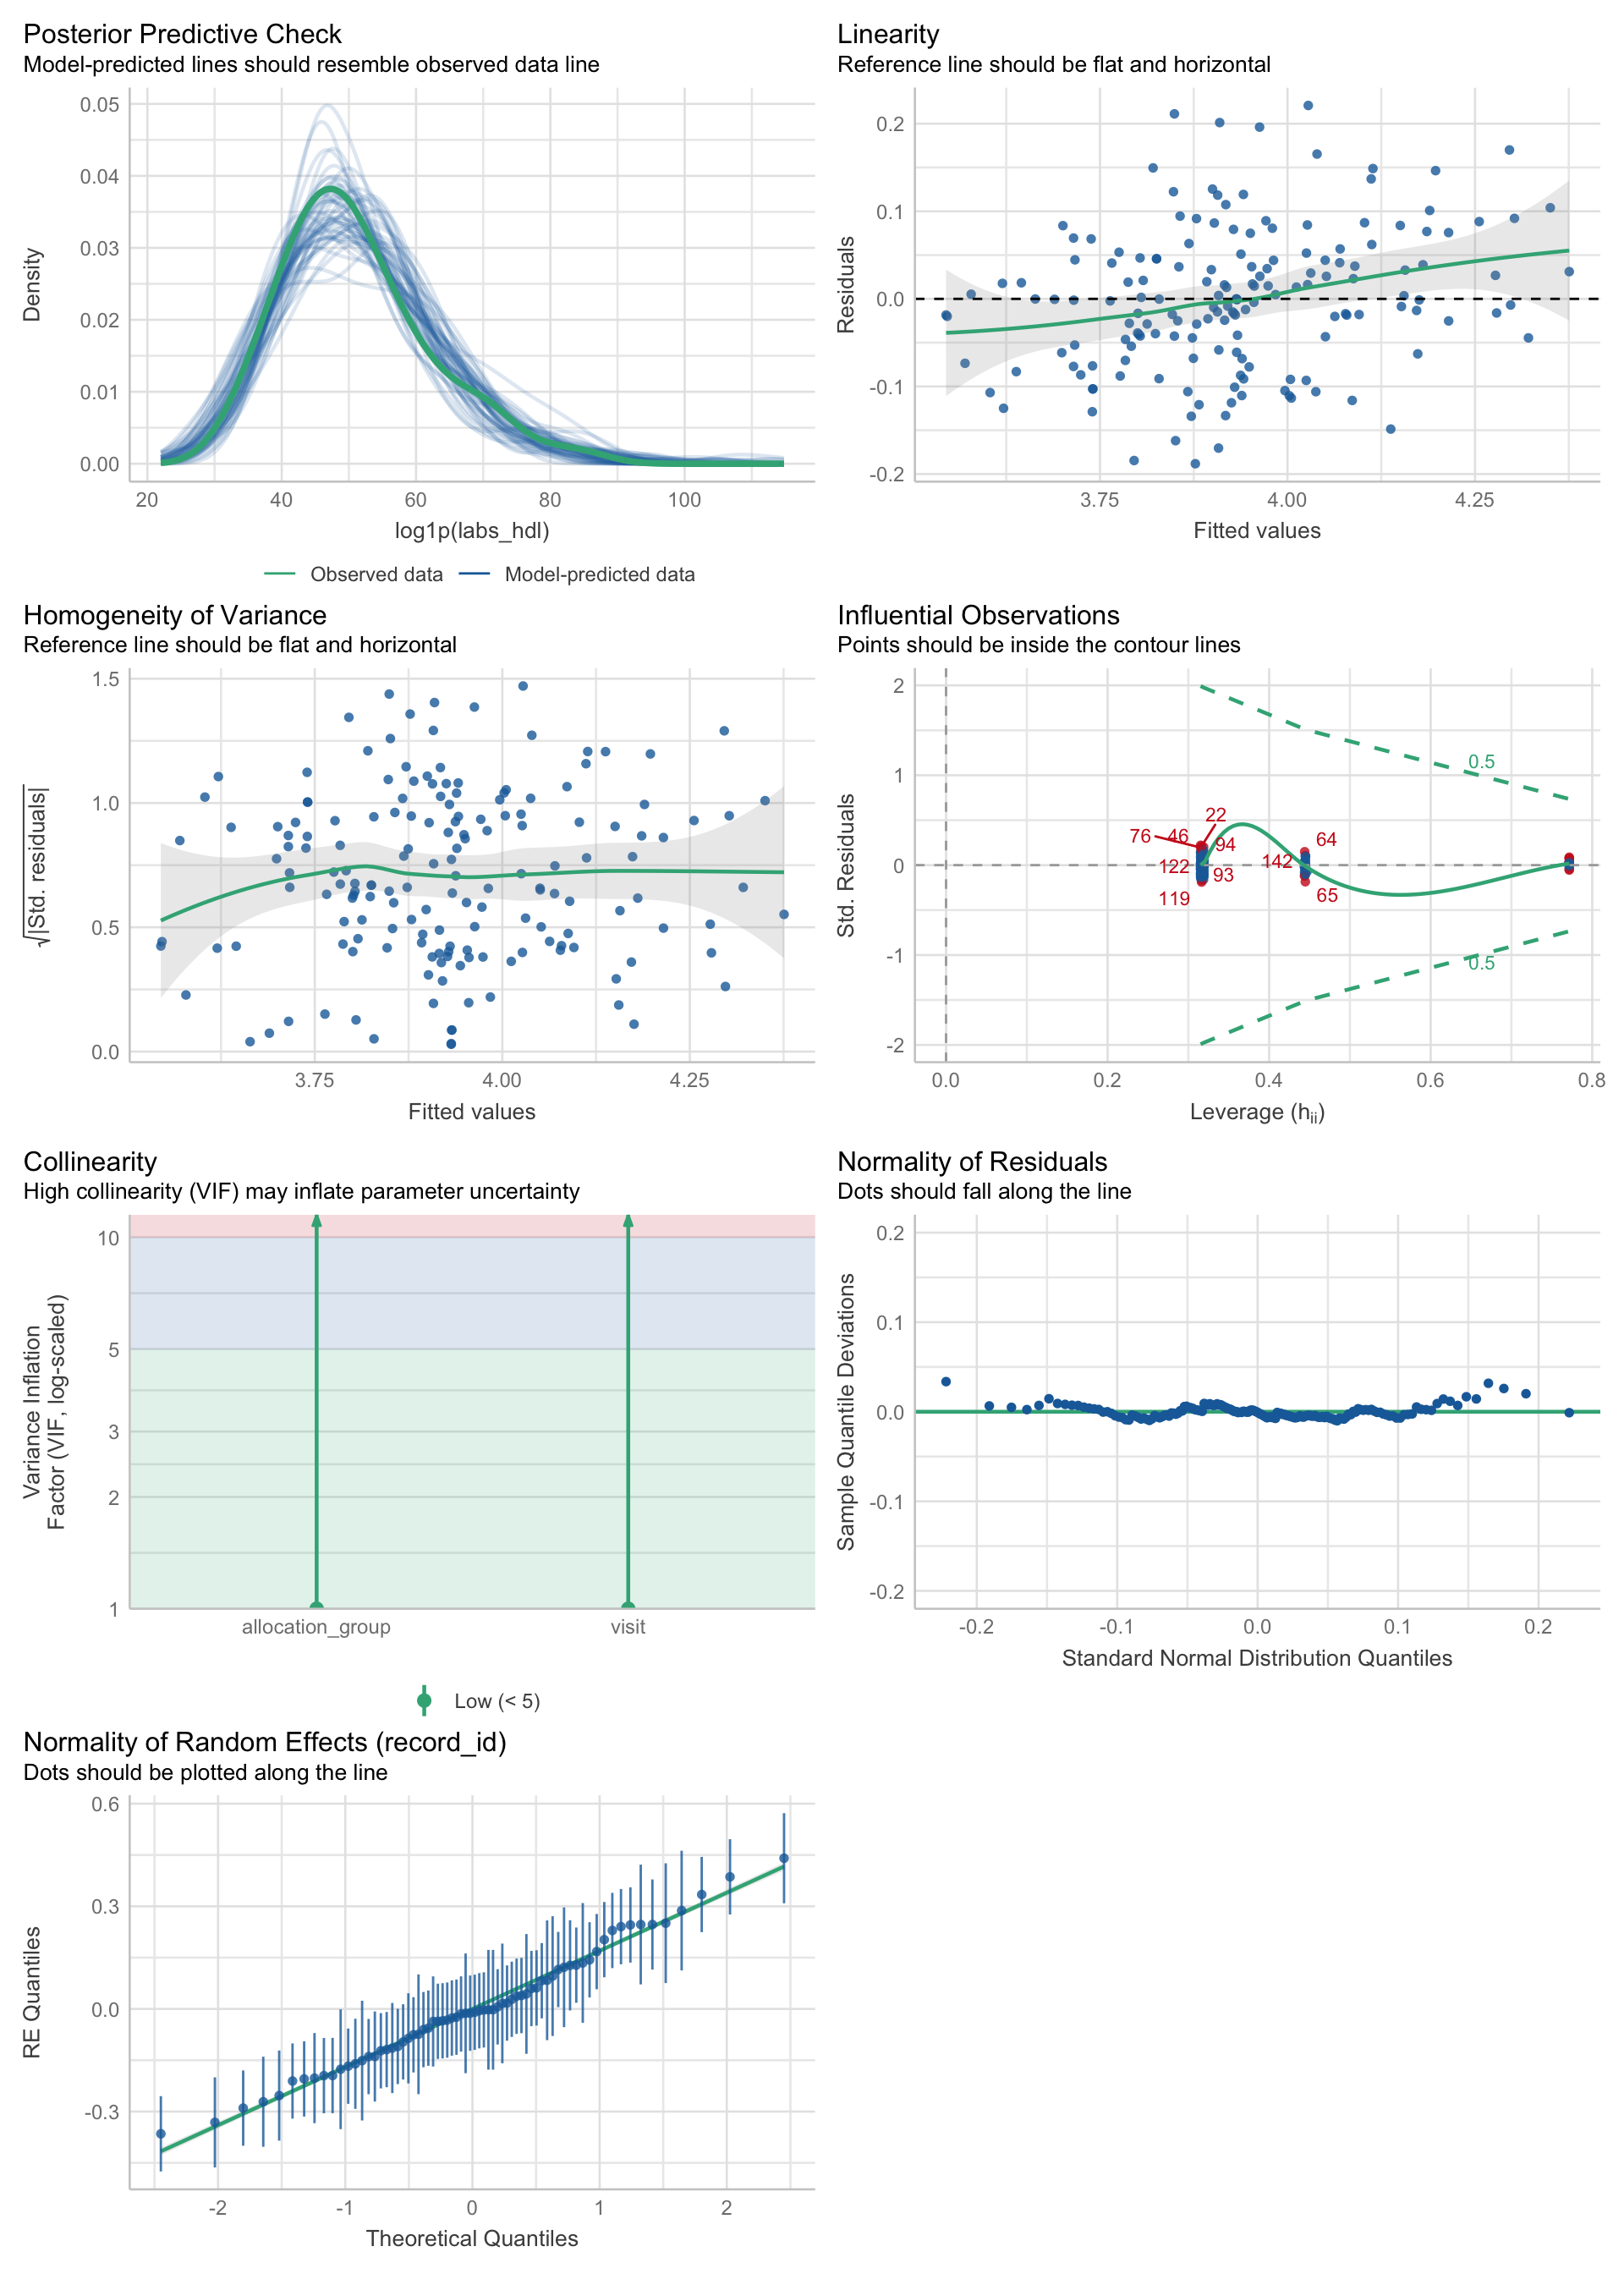 Posterior Predictive Check
Model-predicted lines should resemble observed data line
0.05
0.04
0.03
0.02
0.01
0.00
Density
20 40 60 80 100
log1p(labs_hdl)
Observed data Model-predicted data
Linearity
Reference line should be flat and horizontal
0.2
0.1
0.0
-0.1
-0.2
Residuals
3.75 4.00 4.25
Fitted values
Homogeneity of Variance
Reference line should be flat and horizontal
1.5
1.0
0.5
0.0
√|Std. residuals|
3.75 4.00 4.25
Fitted values
Influential Observations
Points should be inside the contour lines
2
1
0
-1
-2
Std. Residuals
0.5
22
76 46 94
64
122 142
93
119
65
0.5
0.0 0.2 0.4 0.6 0.8
Leverage (hii)
Collinearity
High collinearity (VIF) may inflate parameter uncertainty
10
5
3
2
1
Variance Inflation
Factor (VIF, log-scaled)
allocation_group visit
Low (< 5)
Normality of Residuals
Dots should fall along the line
0.2
0.1
0.0
-0.1
-0.2
Sample Quantile Deviations
-0.2 -0.1 0.0 0.1 0.2
Standard Normal Distribution Quantiles
Normality of Random Effects (record_id)
Dots should be plotted along the line
0.6
0.3
0.0
-0.3
RE Quantiles
-2 -1 0 1 2
Theoretical Quantiles